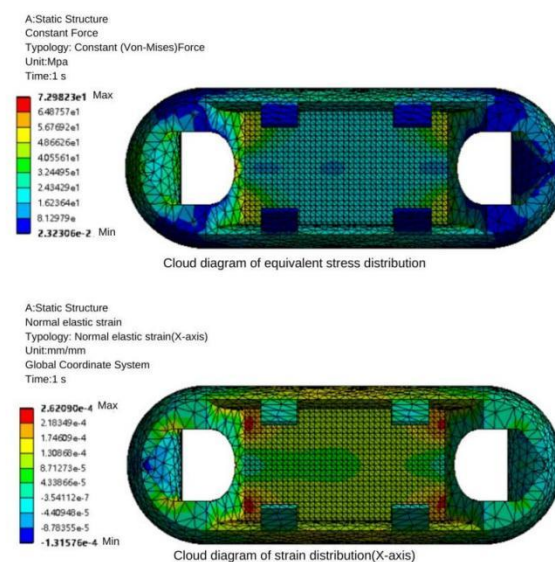 A:Static Structure
Constant Force
Typology: Constant (Von-Mises)Force
Unit:Mpa
Time:1 s
7.29823e1 Max
6.48757e1
5.67692e1
4.86626e1
4.05561e1
3.24495e1
2.43429e1
1.62364e1
8.12979e
2.32306e-2 Min
Cloud diagram of equivalent stress distribution
A:Static Structure
Normal elastic strain
Typology: Normal elastic strain(X-axis)
Unit:mm/mm
Global Coordinate System
Time:1 s
2.62090e-4 Max
2.18349e-4
1.74609e-4
1.30868e-4
8.71273e-5
4.33866e-5
-3.54112e-7
-4.40948e-5
-8.78355e-5
-1.31576e-4 Min
Cloud diagram of strain distribution(X-axis)